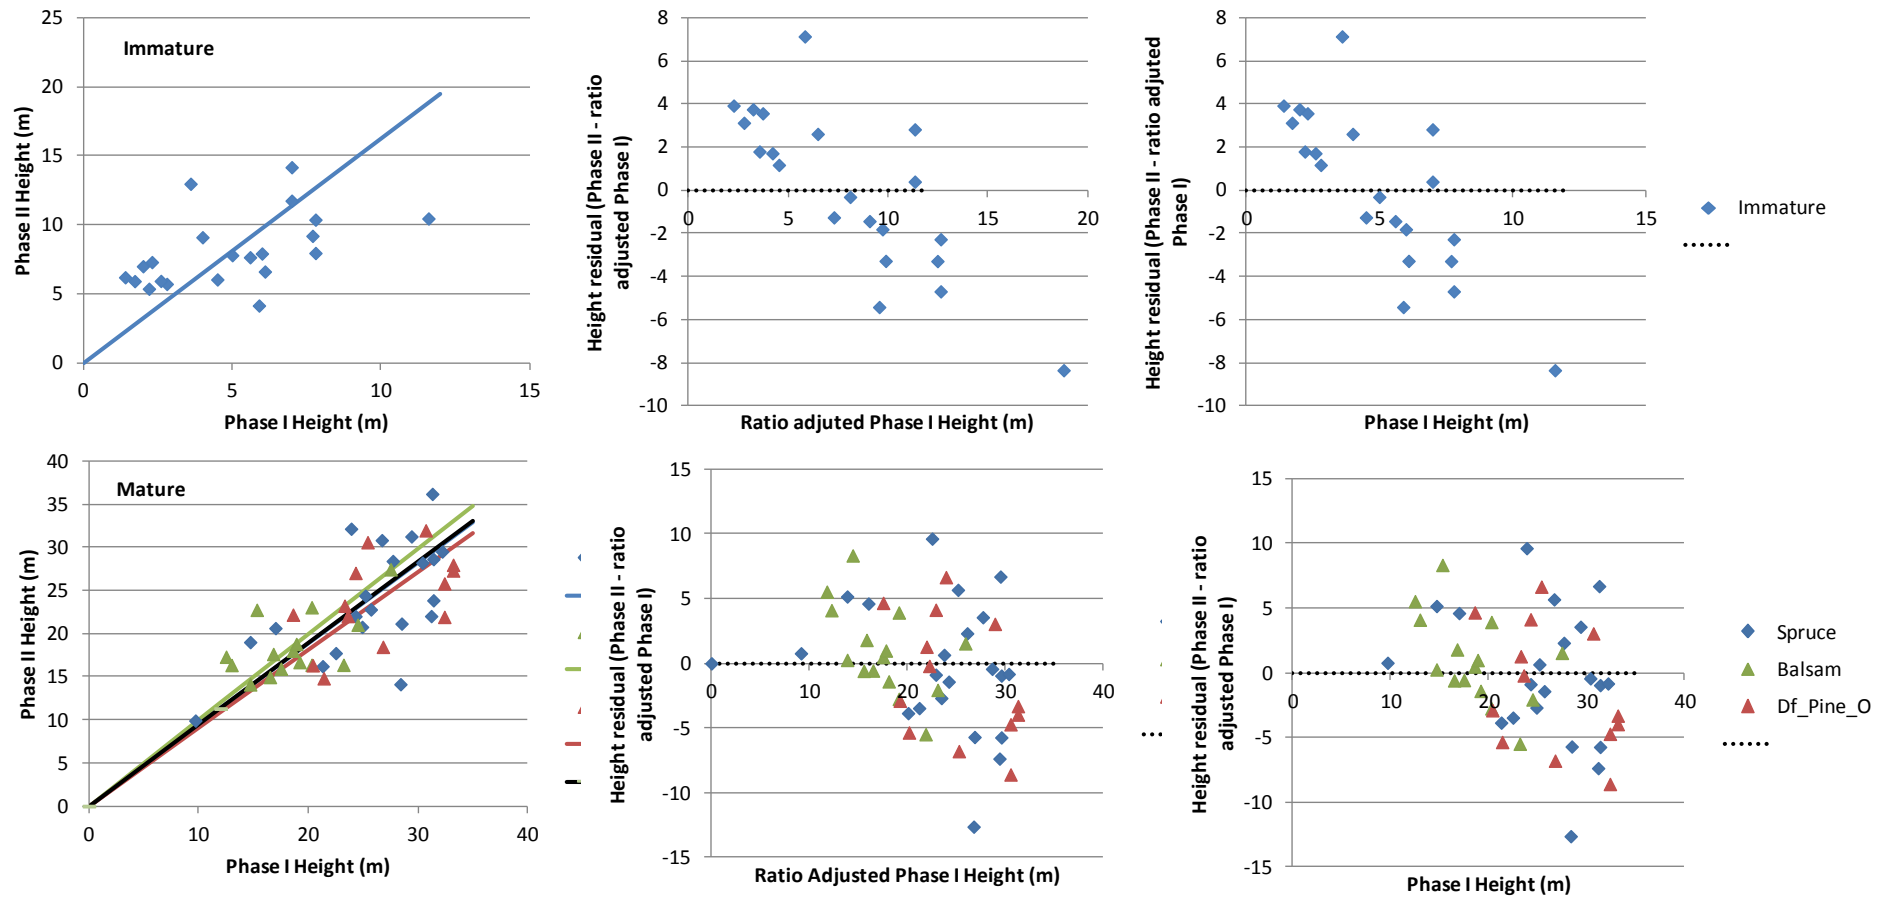 25
20
15
10
5
0
0 5 10 15
Immature
Phase II Height (m)
Phase I Height (m)
8
6
4
2
0
-2
-4
-6
-8
-10
0 5 10 15 20
Height residual (Phase II - ratio
adjusted Phase I)
Ratio adjusted Phase I Height (m)
8
6
4
2
0
-2
-4
-6
-8
-10
0 5 10 15
Height residual (Phase II - ratio adjuted
Phase I)
Phase I Height (m)
Immature
40
35
30
25
20
15
10
5
0
0 10 20 30 40
Mature
Phase II Height (m)
Phase I Height (m)
15
10
5
0
-5
-10
-15
0 10 20 30 40
Height residual (Phase II - ratio
adjusted Phase I)
Ratio Adjusted Phase I Height (m)
15
10
5
0
-5
-10
-15
0 10 20 30 40
Height residual (Phase II - ratio
adjusted Phase I)
Phase I Height (m)
Spruce
Balsam
Df_Pine_O